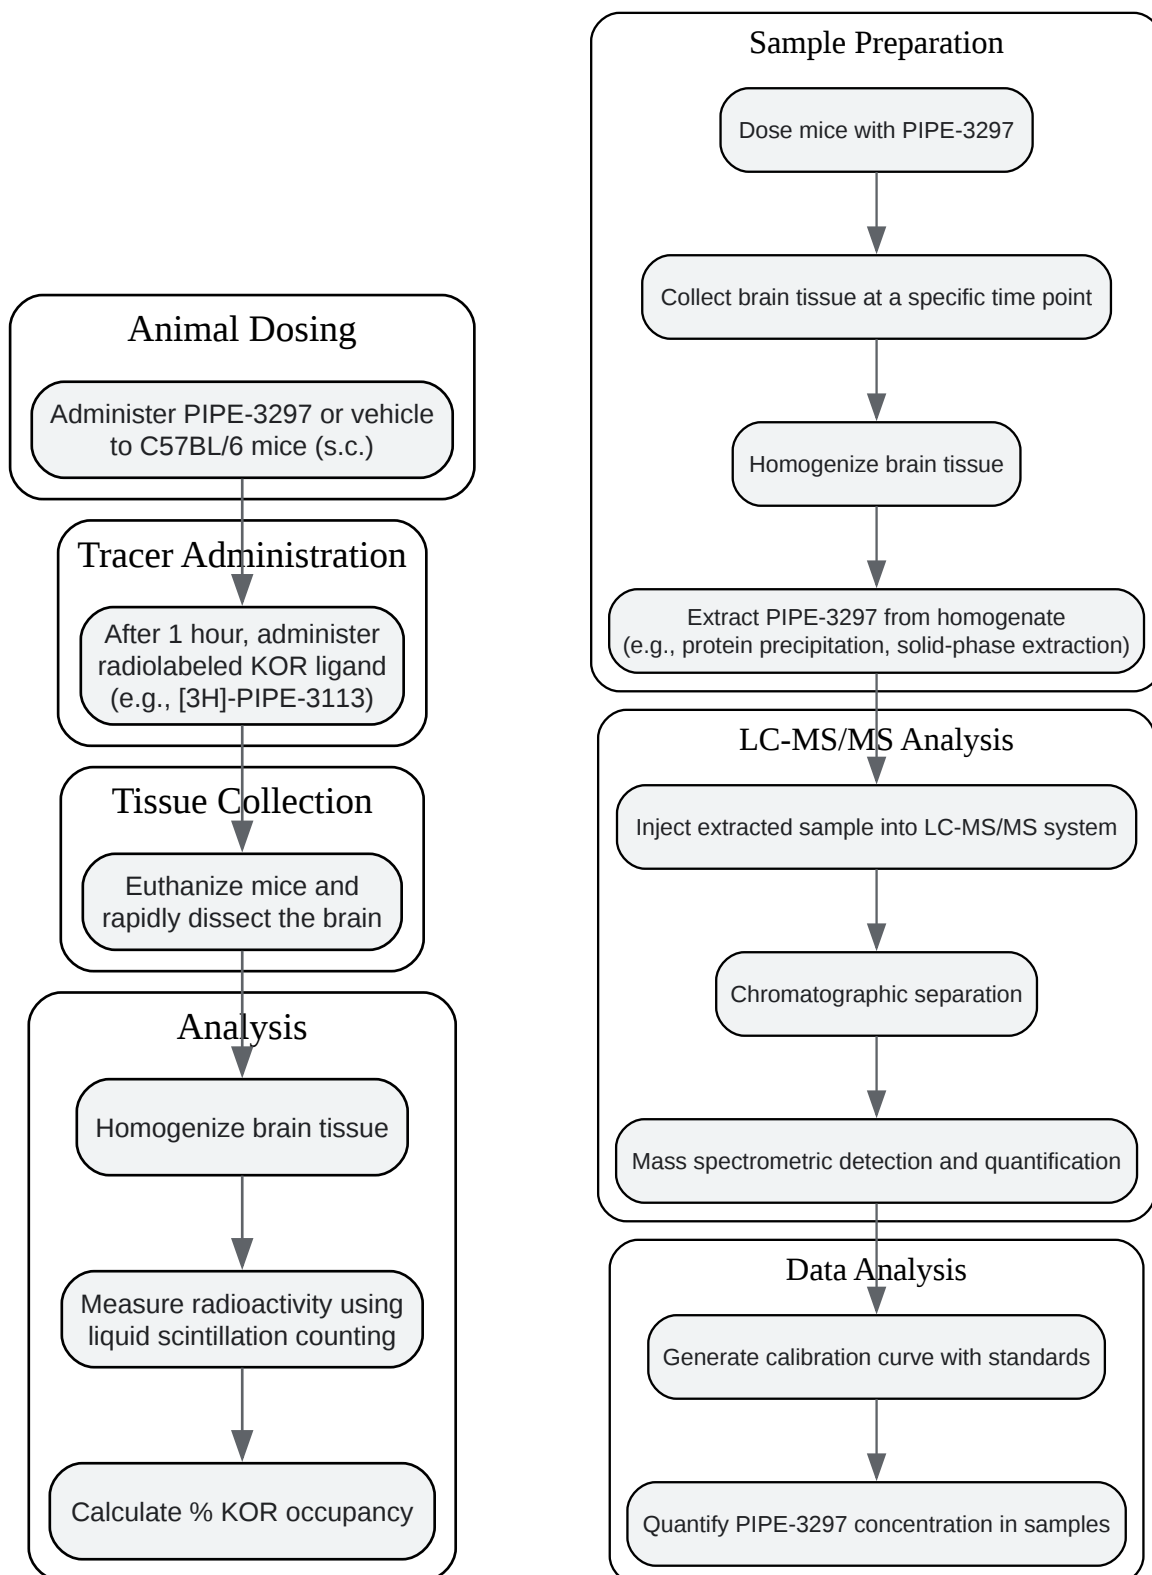 Animal Dosing
Administer PIPE-3297 or vehicle
to C57BL/6 mice (s.c.)
Tracer Administration
After 1 hour, administer
radiolabeled KOR ligand
(e.g., [3H]-PIPE-3113)
Tissue Collection
Euthanize mice and
rapidly dissect the brain
Analysis
Homogenize brain tissue
Measure radioactivity using
liquid scintillation counting
Calculate % KOR occupancy
Sample Preparation
Dose mice with PIPE-3297
Collect brain tissue at a specific time point
Homogenize brain tissue
Extract PIPE-3297 from homogenate
(e.g., protein precipitation, solid-phase extraction)
LC-MS/MS Analysis
Inject extracted sample into LC-MS/MS system
Chromatographic separation
Mass spectrometric detection and quantification
Data Analysis
Generate calibration curve with standards
Quantify PIPE-3297 concentration in samples